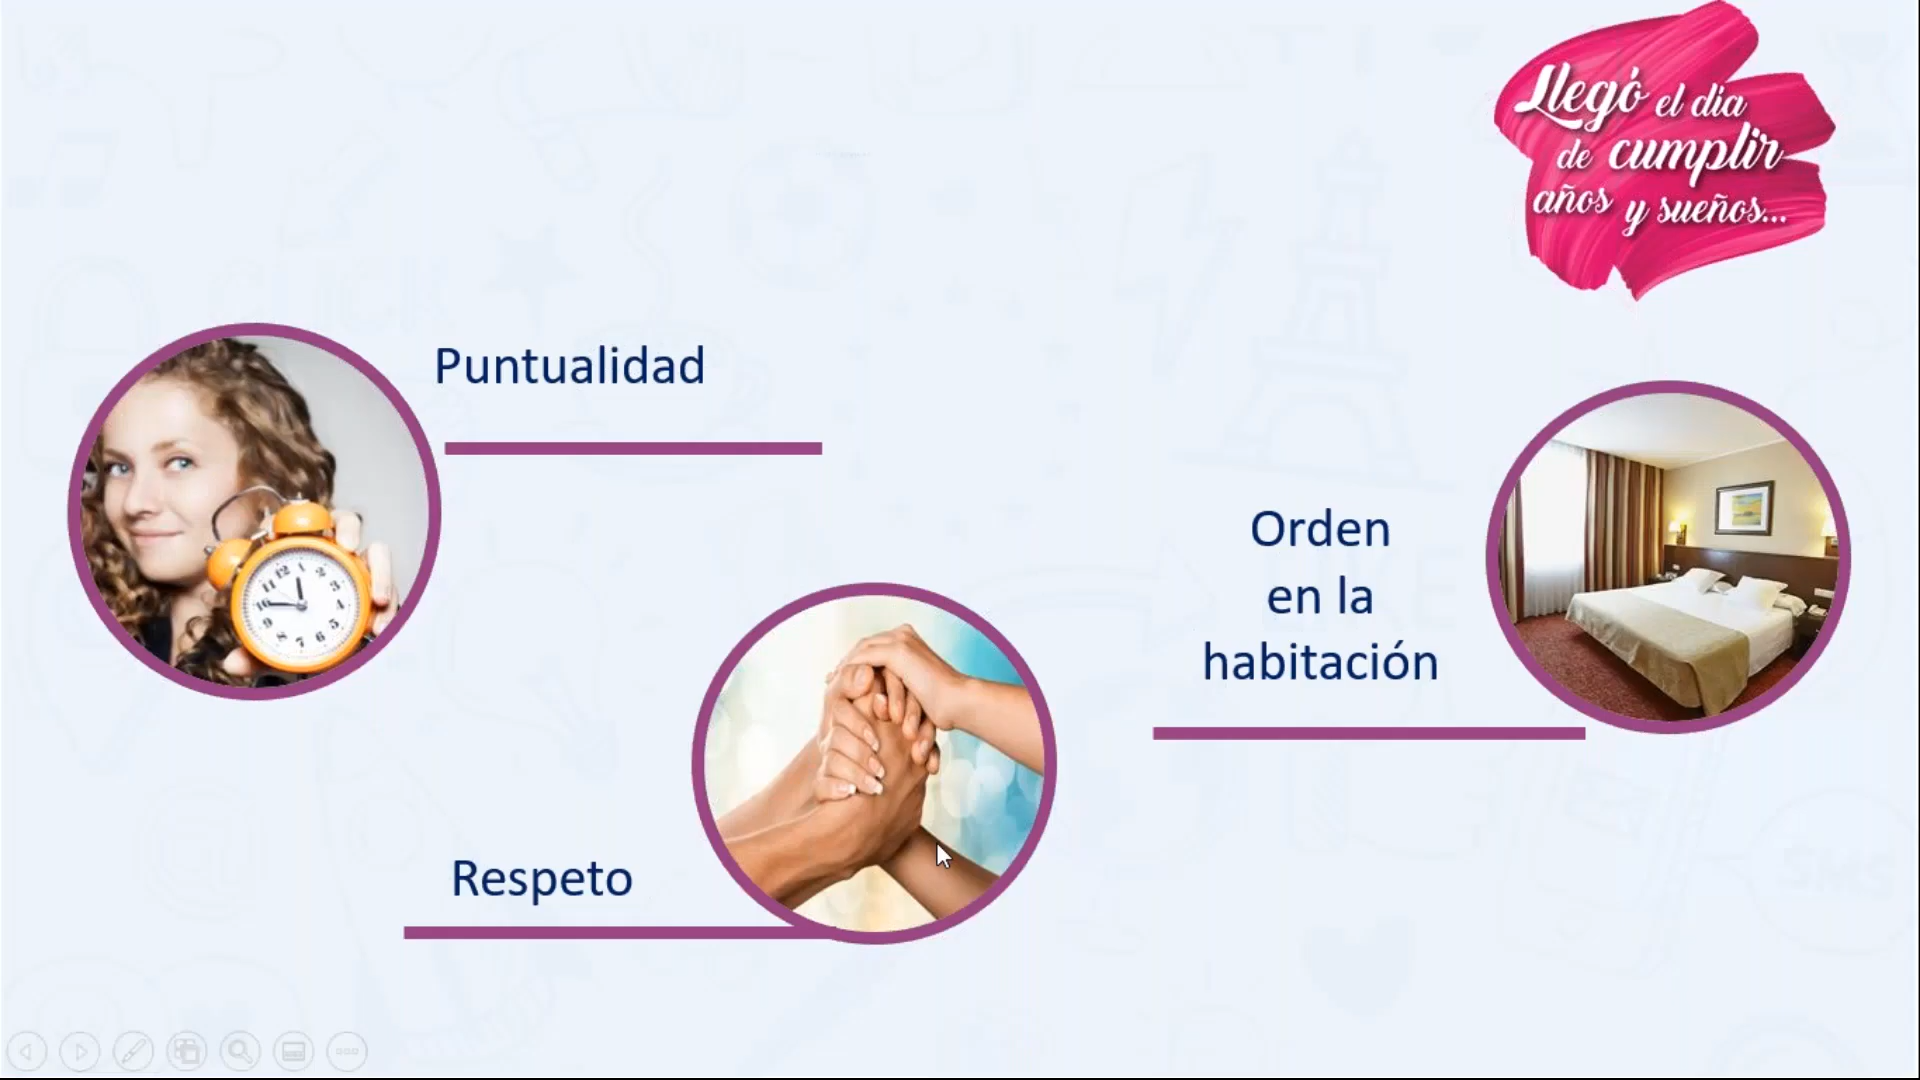 Llegó el día
de cumplir
años y sueños...
Puntualidad
Orden
en la
habitación
Respeto